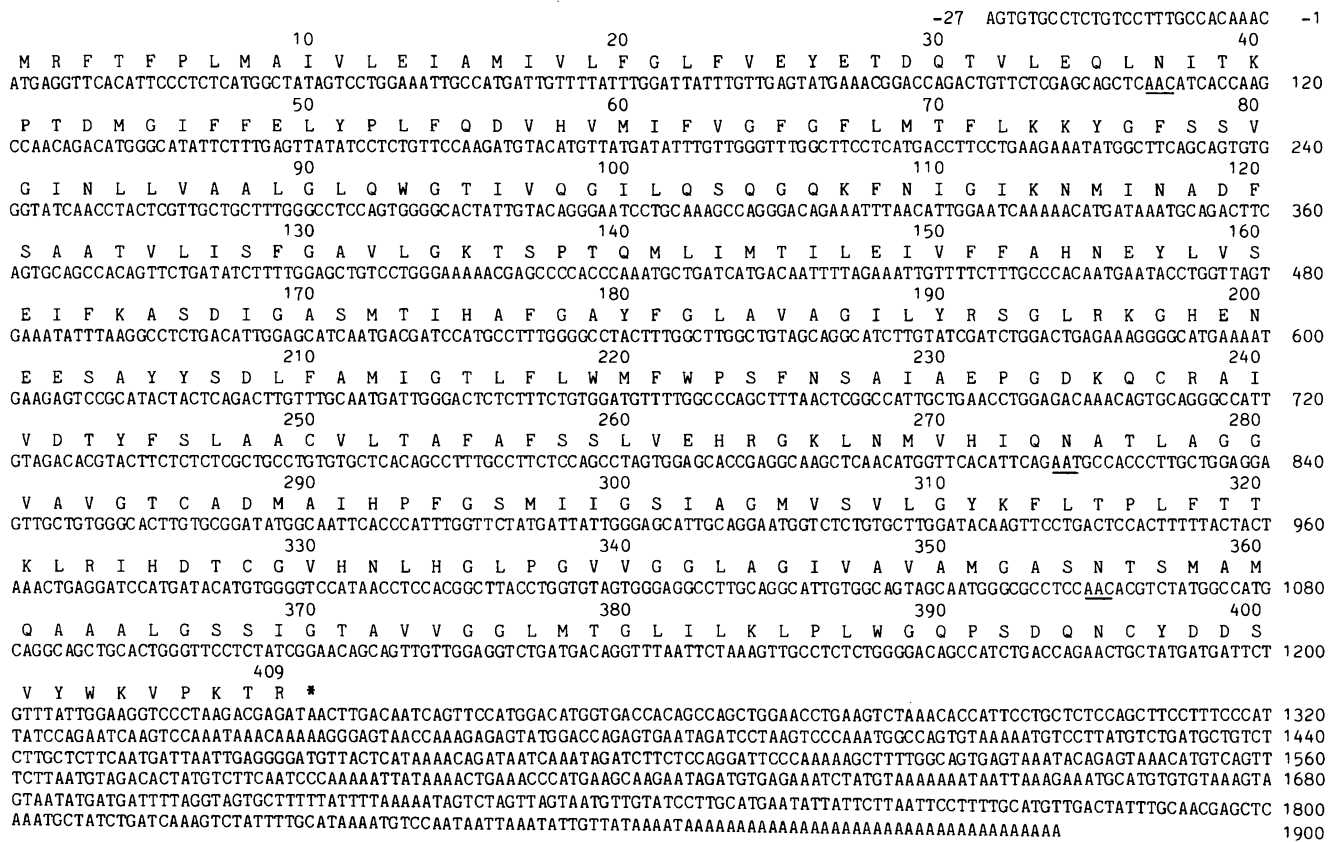 -27 AGTGTGCCTCTGTCCTTTGCCACAAAC -1
10 20 30 40
M R F T F P L M A I V L E I A M I V L F G L F V E Y E T D Q T V L E Q L N I T K
ATGAGGTTCACATTCCCTCTCATGGCTATAGTCCTGGAAATTGCCATGATTGTTTTATTTGGATTATTTGTTGAGTATGAAACGGACCAGACTGTTCTCGAGCAGCTCAACATCACCAAG 120
50 60 70 80
P T D M G I F F E L Y P L F Q D V H V M I F V G F G F L M T F L K K Y G F S S V
CCAACAGACATGGGCATATTCTTTGAGTTATATCCTCTGTTCCAAGATGTACATGTTATGATATTTGTTGGGTTTGGCTTCCTCATGACCTTCCTGAAGAAATATGGCTTCAGCAGTGTG 240
90 100 110 120
G I N L L V A A L G L Q W G T I V Q G I L Q S Q G Q K F N I G I K N M I N A D F
GGTATCAACCTACTCGTTGCTGCTTTGGGCCTCCAGTGGGGCACTATTGTACAGGGAATCCTGCAAAGCCAGGGACAGAAATTTAACATTGGAATCAAAAACATGATAAATGCAGACTTC 360
130 140 150 160
S A A T V L I S F G A V L G K T S P T Q M L I M T I L E I V F F A H N E Y L V S
AGTGCAGCCACAGTTCTGATATCTTTTGGAGCTGTCCTGGGAAAAACGAGCCCCACCCAAATGCTGATCATGACAATTTTAGAAATTGTTTTCTTTGCCCACAATGAATACCTGGTTAGT 480
170 180 190 200
E I F K A S D I G A S M T I H A F G A Y F G L A V A G I L Y R S G L R K G H E N
GAAATATTTAAGGCCTCTGACATTGGAGCATCAATGACGATCCATGCCTTTGGGGCCTACTTTGGCTTGGCTGTAGCAGGCATCTTGTATCGATCTGGACTGAGAAAGGGGCATGAAAAT 600
210 220 230 240
E E S A Y Y S D L F A M I G T L F L W M F W P S F N S A I A E P G D K Q C R A I
GAAGAGTCCGCATACTACTCAGACTTGTTTGCAATGATTGGGACTCTCTTTCTGTGGATGTTTTGGCCCAGCTTTAACTCGGCCATTGCTGAACCTGGAGACAAACAGTGCAGGGCCATT 720
250 260 270 280
V D T Y F S L A A C V L T A F A F S S L V E H R G K L N M V H I Q N A T L A G G
GTAGACACGTACTTCTCTCTCGCTGCCTGTGTGCTCACAGCCTTTGCCTTCTCCAGCCTAGTGGAGCACCGAGGCAAGCTCAACATGGTTCACATTCAGAATGCCACCCTTGCTGGAGGA 840
290 300 310 320
V A V G T C A D M A I H P F G S M I I G S I A G M V S V L G Y K F L T P L F T T
GTTGCTGTGGGCACTTGTGCGGATATGGCAATTCACCCATTTGGTTCTATGATTATTGGGAGCATTGCAGGAATGGTCTCTGTGCTTGGATACAAGTTCCTGACTCCACTTTTTACTACT 960
330 340 350 360
K L R I H D T C G V H N L H G L P G V V G G L A G I V A V A M G A S N T S M A M
AAACTGAGGATCCATGATACATGTGGGGTCCATAACCTCCACGGCTTACCTGGTGTAGTGGGAGGCCTTGCAGGCATTGTGGCAGTAGCAATGGGCGCCTCCAACACGTCTATGGCCATG 1080
370 380 390 400
Q A A A L G S S I G T A V V G G L M T G L I L K L P L W G Q P S D Q N C Y D D S
CAGGCAGCTGCACTGGGTTCCTCTATCGGAACAGCAGTTGTTGGAGGTCTGATGACAGGTTTAATTCTAAAGTTGCCTCTCTGGGGACAGCCATCTGACCAGAACTGCTATGATGATTCT 1200
409
V Y W K V P K T R *
GTTTATTGGAAGGTCCCTAAGACGAGATAACTTGACAATCAGTTCCATGGACATGGTGACCACAGCCAGCTGGAACCTGAAGTCTAAACACCATTCCTGCTCTCCAGCTTCCTTTCCCAT 1320
TATCCAGAATCAAGTCCAAATAAACAAAAAGGGAGTAACCAAAGAGAGTATGGACCAGAGTGAATAGATCCTAAGTCCCAAATGGCCAGTGTAAAAATGTCCTTATGTCTGATGCTGTCT 1440
CTTGCTCTTCAATGATTAATTGAGGGGATGTTACTCATAAAACAGATAATCAAATAGATCTTCTCCAGGATTCCCAAAAAGCTTTTGGCAGTGAGTAAATACAGAGTAAACATGTCAGTT 1560
TCTTAATGTAGACACTATGTCTTCAATCCCAAAAATTATAAAACTGAAACCCATGAAGCAAGAATAGATGTGAGAAATCTATGTAAAAAAATAATTAAAGAAATGCATGTGTGTAAAGTA 1680
GTAATATGATGATTTTAGGTAGTGCTTTTTATTTTAAAAATAGTCTAGTTAGTAATGTTGTATCCTTGCATGAATATTATTCTTAATTCCTTTTGCATGTTGACTATTTGCAACGAGCTC 1800
AAATGCTATCTGATCAAAGTCTATTTTGCATAAAATGTCCAATAATTAAATATTGTTATAAAATAAAAAAAAAAAAAAAAAAAAAAAAAAAAAAAAA 1900